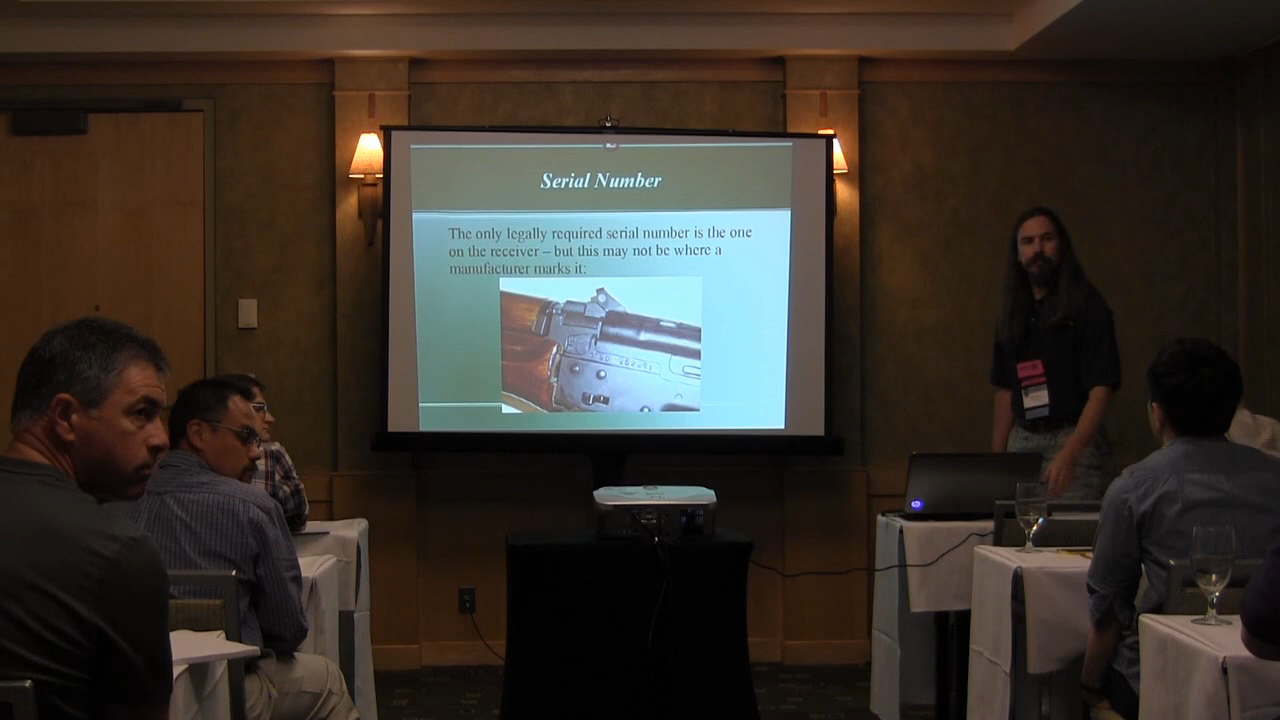 Serial Number
The only legally required serial number is the one
on the receiver – but this may not be where a
manufacturer marks it: